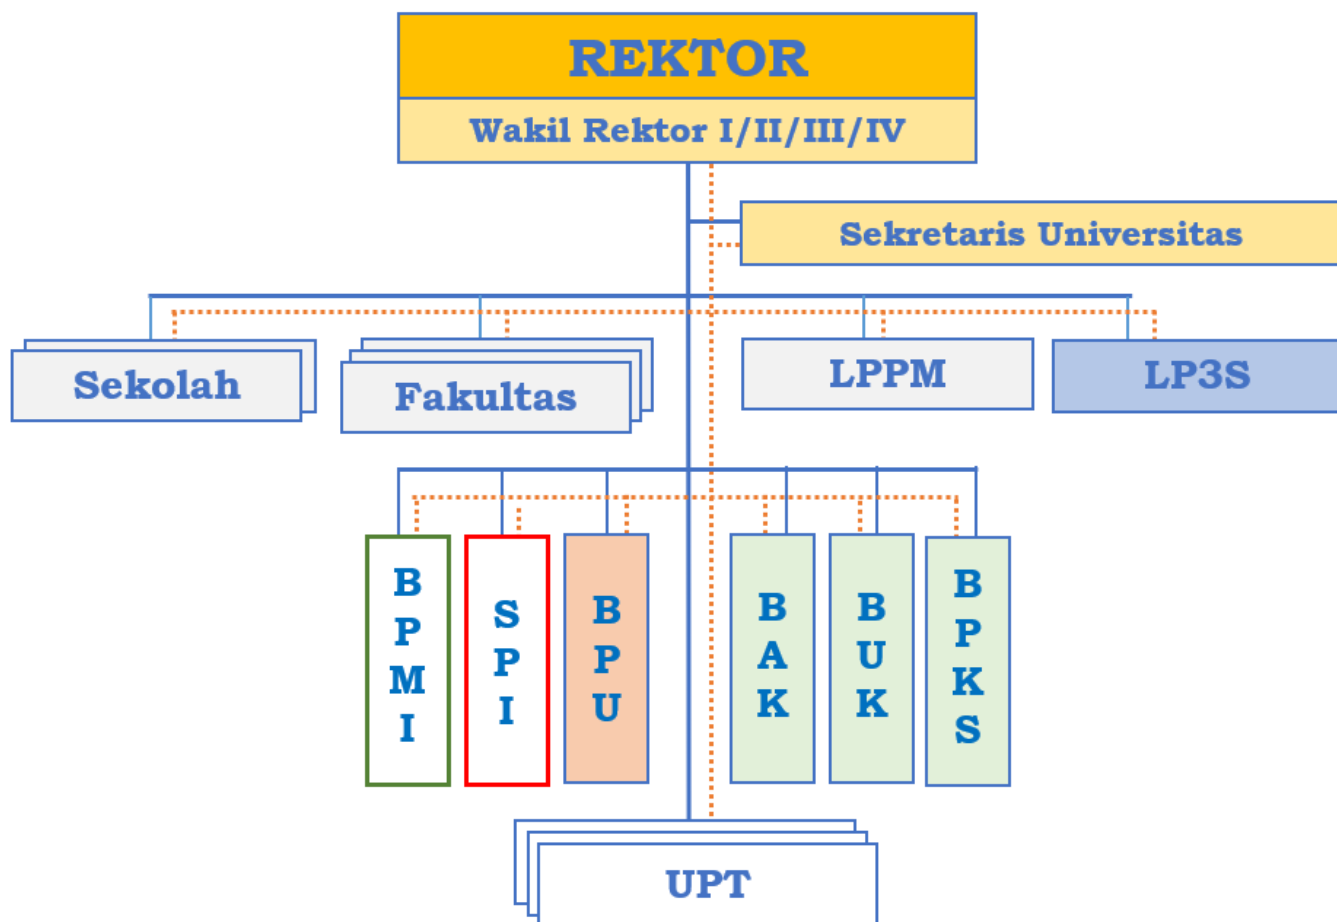 REKTOR
Wakil Rektor I/II/III/IV
Sekretaris Universitas
Sekolah
Fakultas
LPPM
LP3S
BPMI
SPI
BPU
BAK
BUK
BPKS
UPT